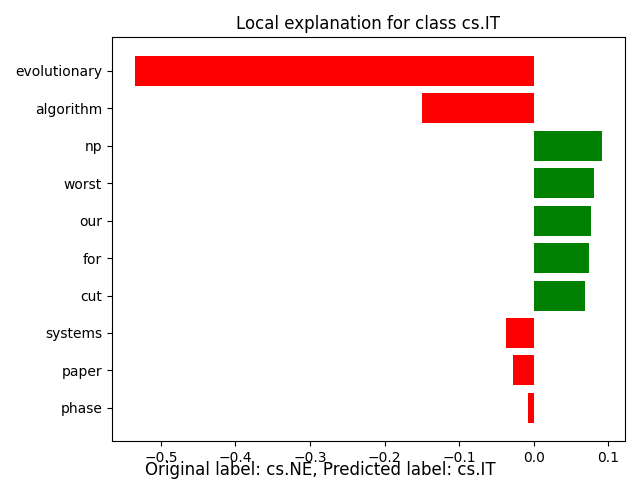 Local explanation for class cs.IT
evolutionary
algorithm
np
worst
our
for
cut
systems
paper
phase
−0.5 −0.4 −0.3 −0.2 −0.1 0.0 0.1
Original label: cs.NE, Predicted label: cs.IT